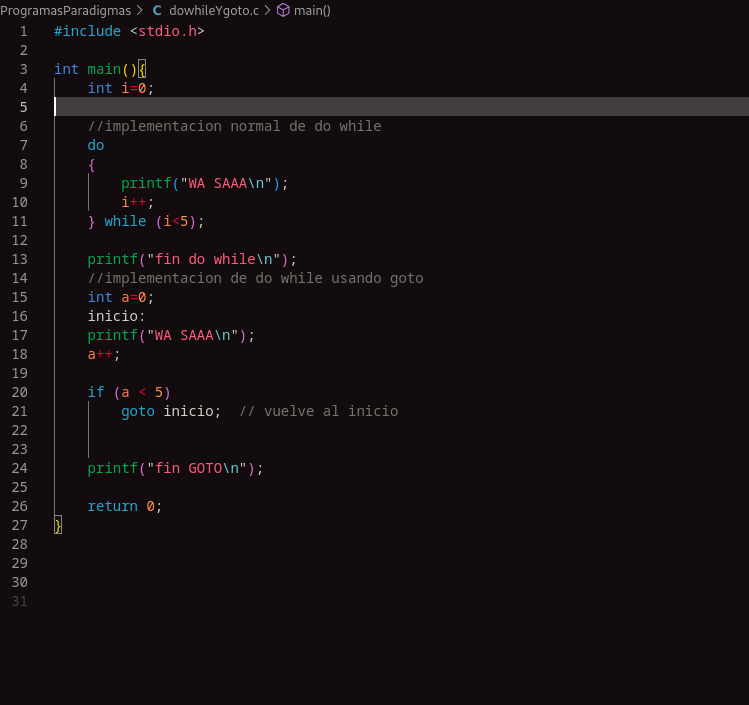 ProgramasParadigmas > C dowhileYgoto.c > main()
1 #include <stdio.h>
2
3 int main(){
4 int i=0;
5
6 //implementacion normal de do while
7 do
8 {
9 printf("WA SAAA\n");
10 i++;
11 } while (i<5);
12
13 printf("fin do while\n");
14 //implementacion de do while usando goto
15 int a=0;
16 inicio:
17 printf("WA SAAA\n");
18 a++;
19
20 if (a < 5)
21 goto inicio; // vuelve al inicio
22
23
24 printf("fin GOTO\n");
25
26 return 0;
27 }
28
29
30
31